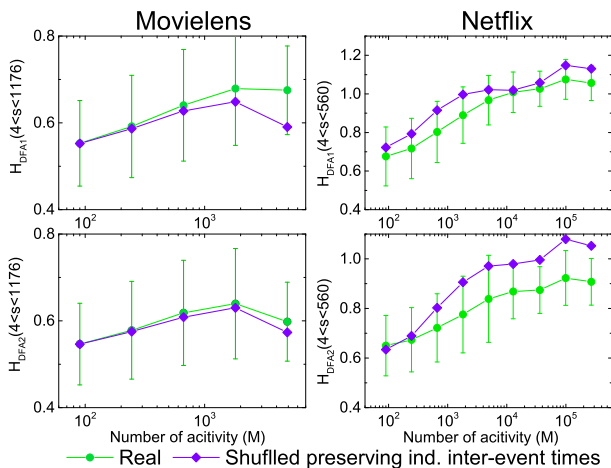 Movielens
Netflix
H_DFA1(4<s<1176)
0.8
0.6
0.4
10^2
10^3
H_DFA1(4<s<560)
1.2
1.0
0.8
0.6
0.4
10^2
10^3
10^4
10^5
H_DFA2(4<s<1176)
0.8
0.6
0.4
10^2
10^3
Number of acitivity (M)
H_DFA2(4<s<560)
1.0
0.8
0.6
0.4
10^2
10^3
10^4
10^5
Number of acitivity (M)
Real
Shuflled preserving ind. inter-event times